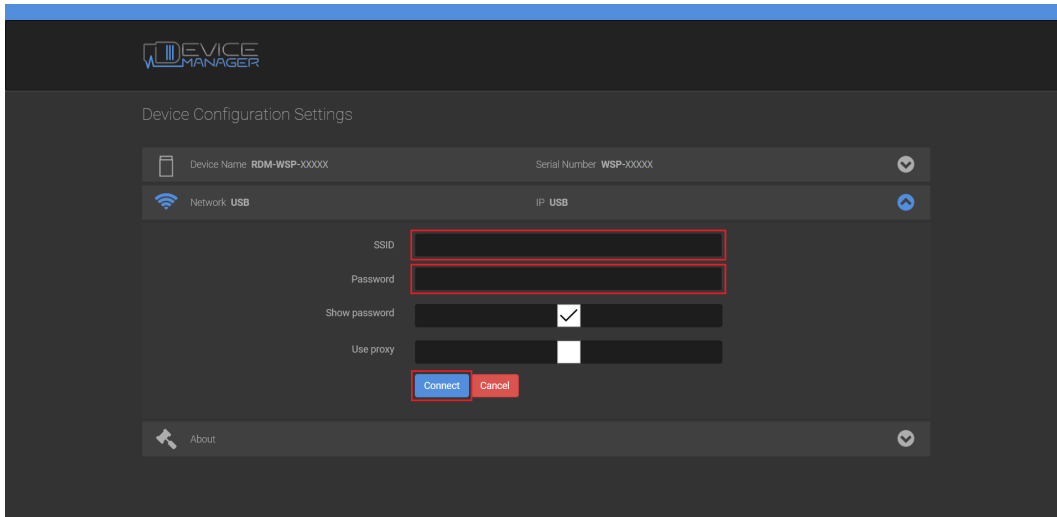 DEVICE
MANAGER
Device Configuration Settings
Device Name RDM-WSP-XXXXX Serial Number WSP-XXXXX
Network USB IP USB
SSID
Password
Show password
Use proxy
Connect Cancel
About